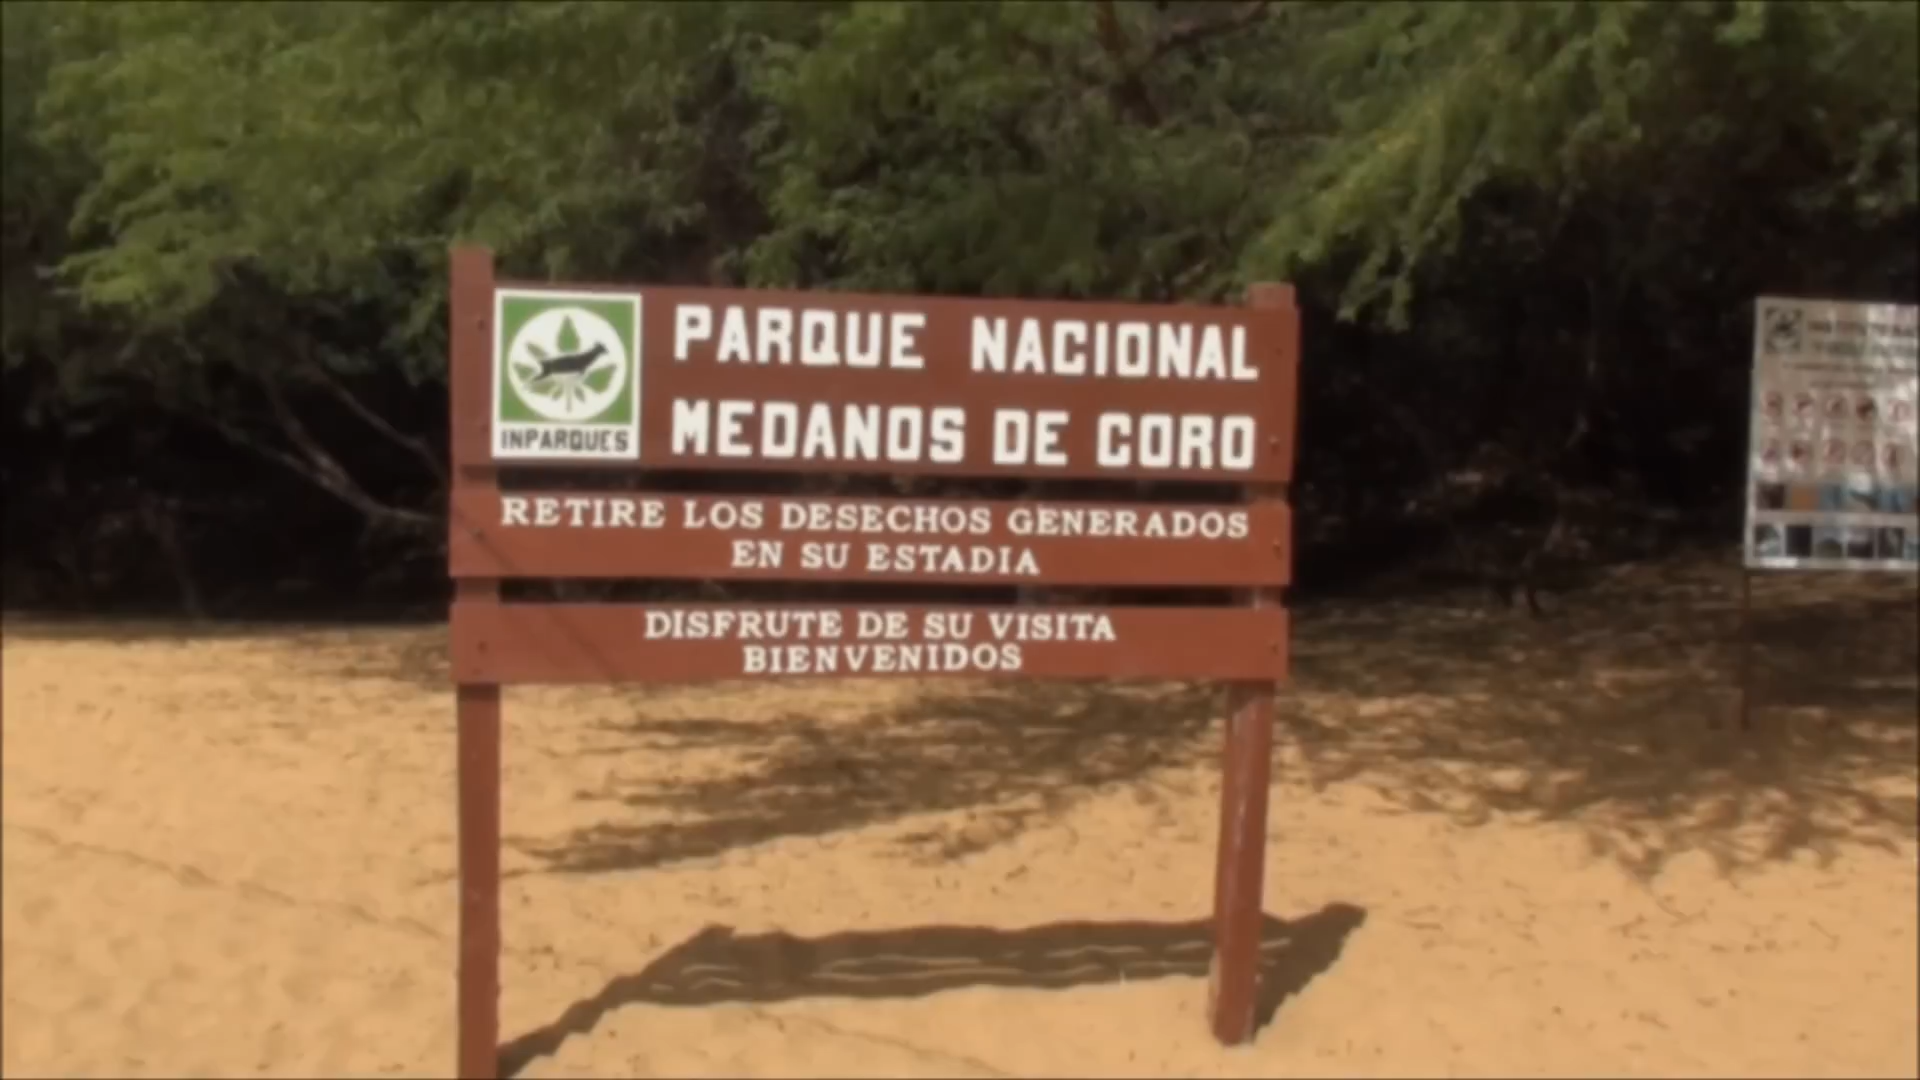 INPARQUES
PARQUE NACIONAL
MEDANOS DE CORO
RETIRE LOS DESECHOS GENERADOS
EN SU ESTADIA
DISFRUTE DE SU VISITA
BIENVENIDOS